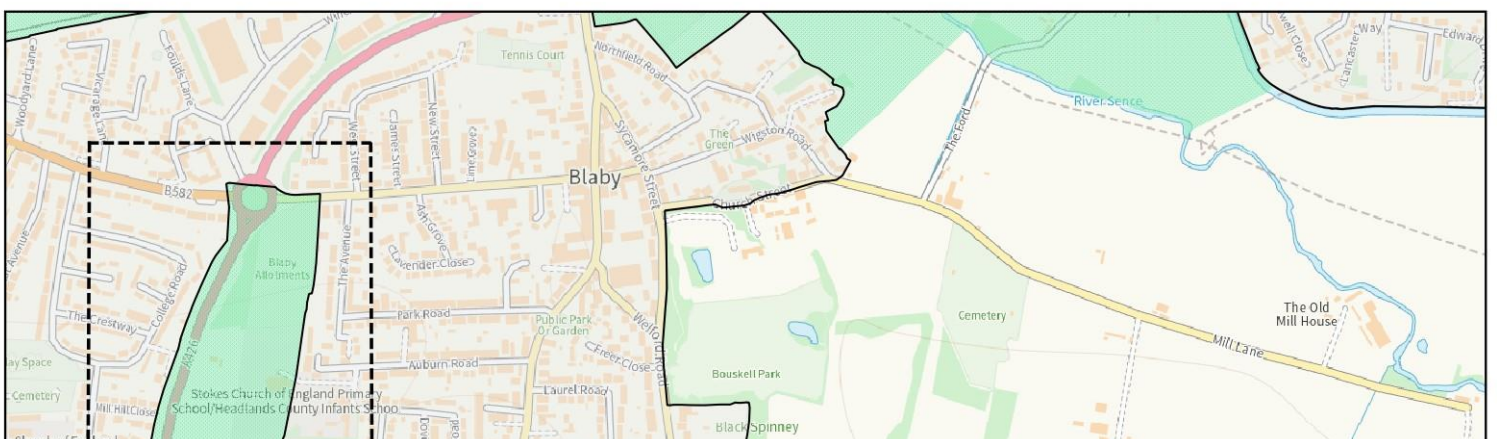 Woodyard Lane
Vicarage Lane
Foulds Lane
Tennis Court
Northfield Road
Lancaster Way
Edward
River Sence
The Ford
West Street
James Street
New Street
Lime Grove
Sycamore Street
The
Green
Wigston Road
Blaby
B582
Church Street
Avenue
Ash Grove
Lavender Close
The Avenue
Blaby
Allotments
College Road
The Crestway
Park Road
Public Park
Or Garden
Welford Road
Cemetery
The Old
Mill House
Mill Lane
A426
Auburn Road
Freer Close
Bouskell Park
ay Space
Cemetery
Stokes Church of England Primary
School/Headlands County Infants Schoo
Laurel Road
Mill Hill Close
Black Spinney